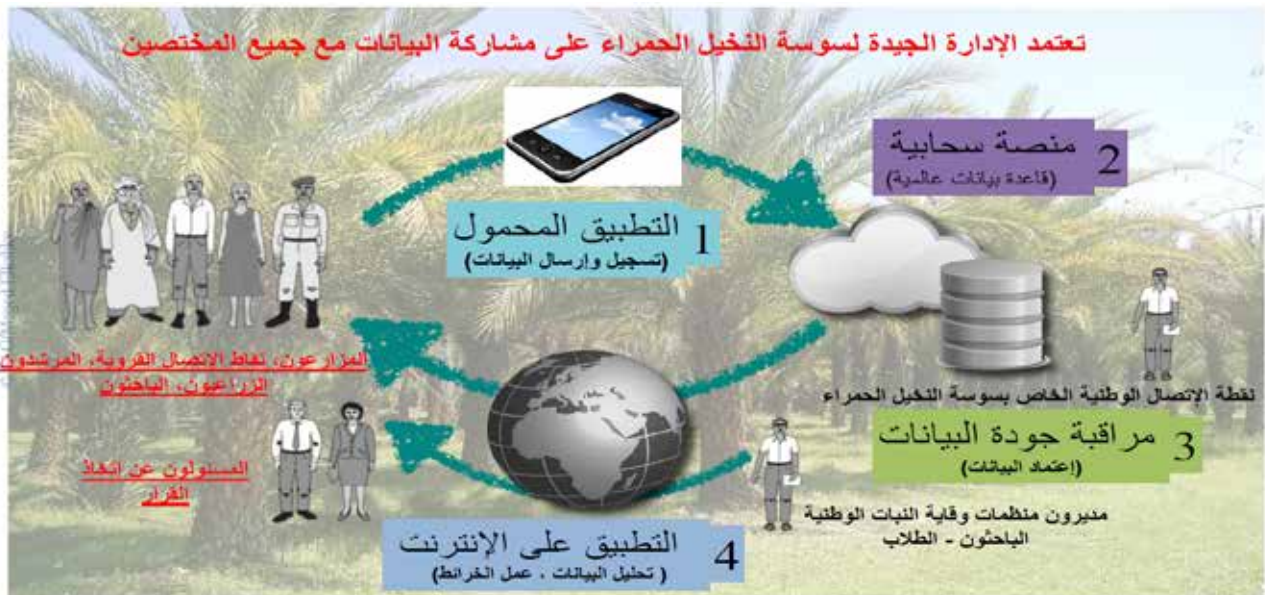 تعتمد الإدارة الجيدة لسوسة النخيل الحمراء على مشاركة البيانات مع جميع المختصين
2 منصة سحابية
(قاعدة بيانات عالمية)
1 التطبيق المحمول
(تسجيل وإرسال البيانات)
المزارعون، نقاط الاتصال القروية، المرشدون
الزراعيون، الباحثون
نقطة الإتصال الوطنية الخاص بسوسة النخيل الحمراء
3 مراقبة جودة البيانات
(إعتماد البيانات)
المسئولون عن اتخاذ
القرار
مديرون منظمات وقاية النبات الوطنية
الباحثون - الطلاب
4 التطبيق على الإنترنت
( تحليل البيانات ، عمل الخرائط)